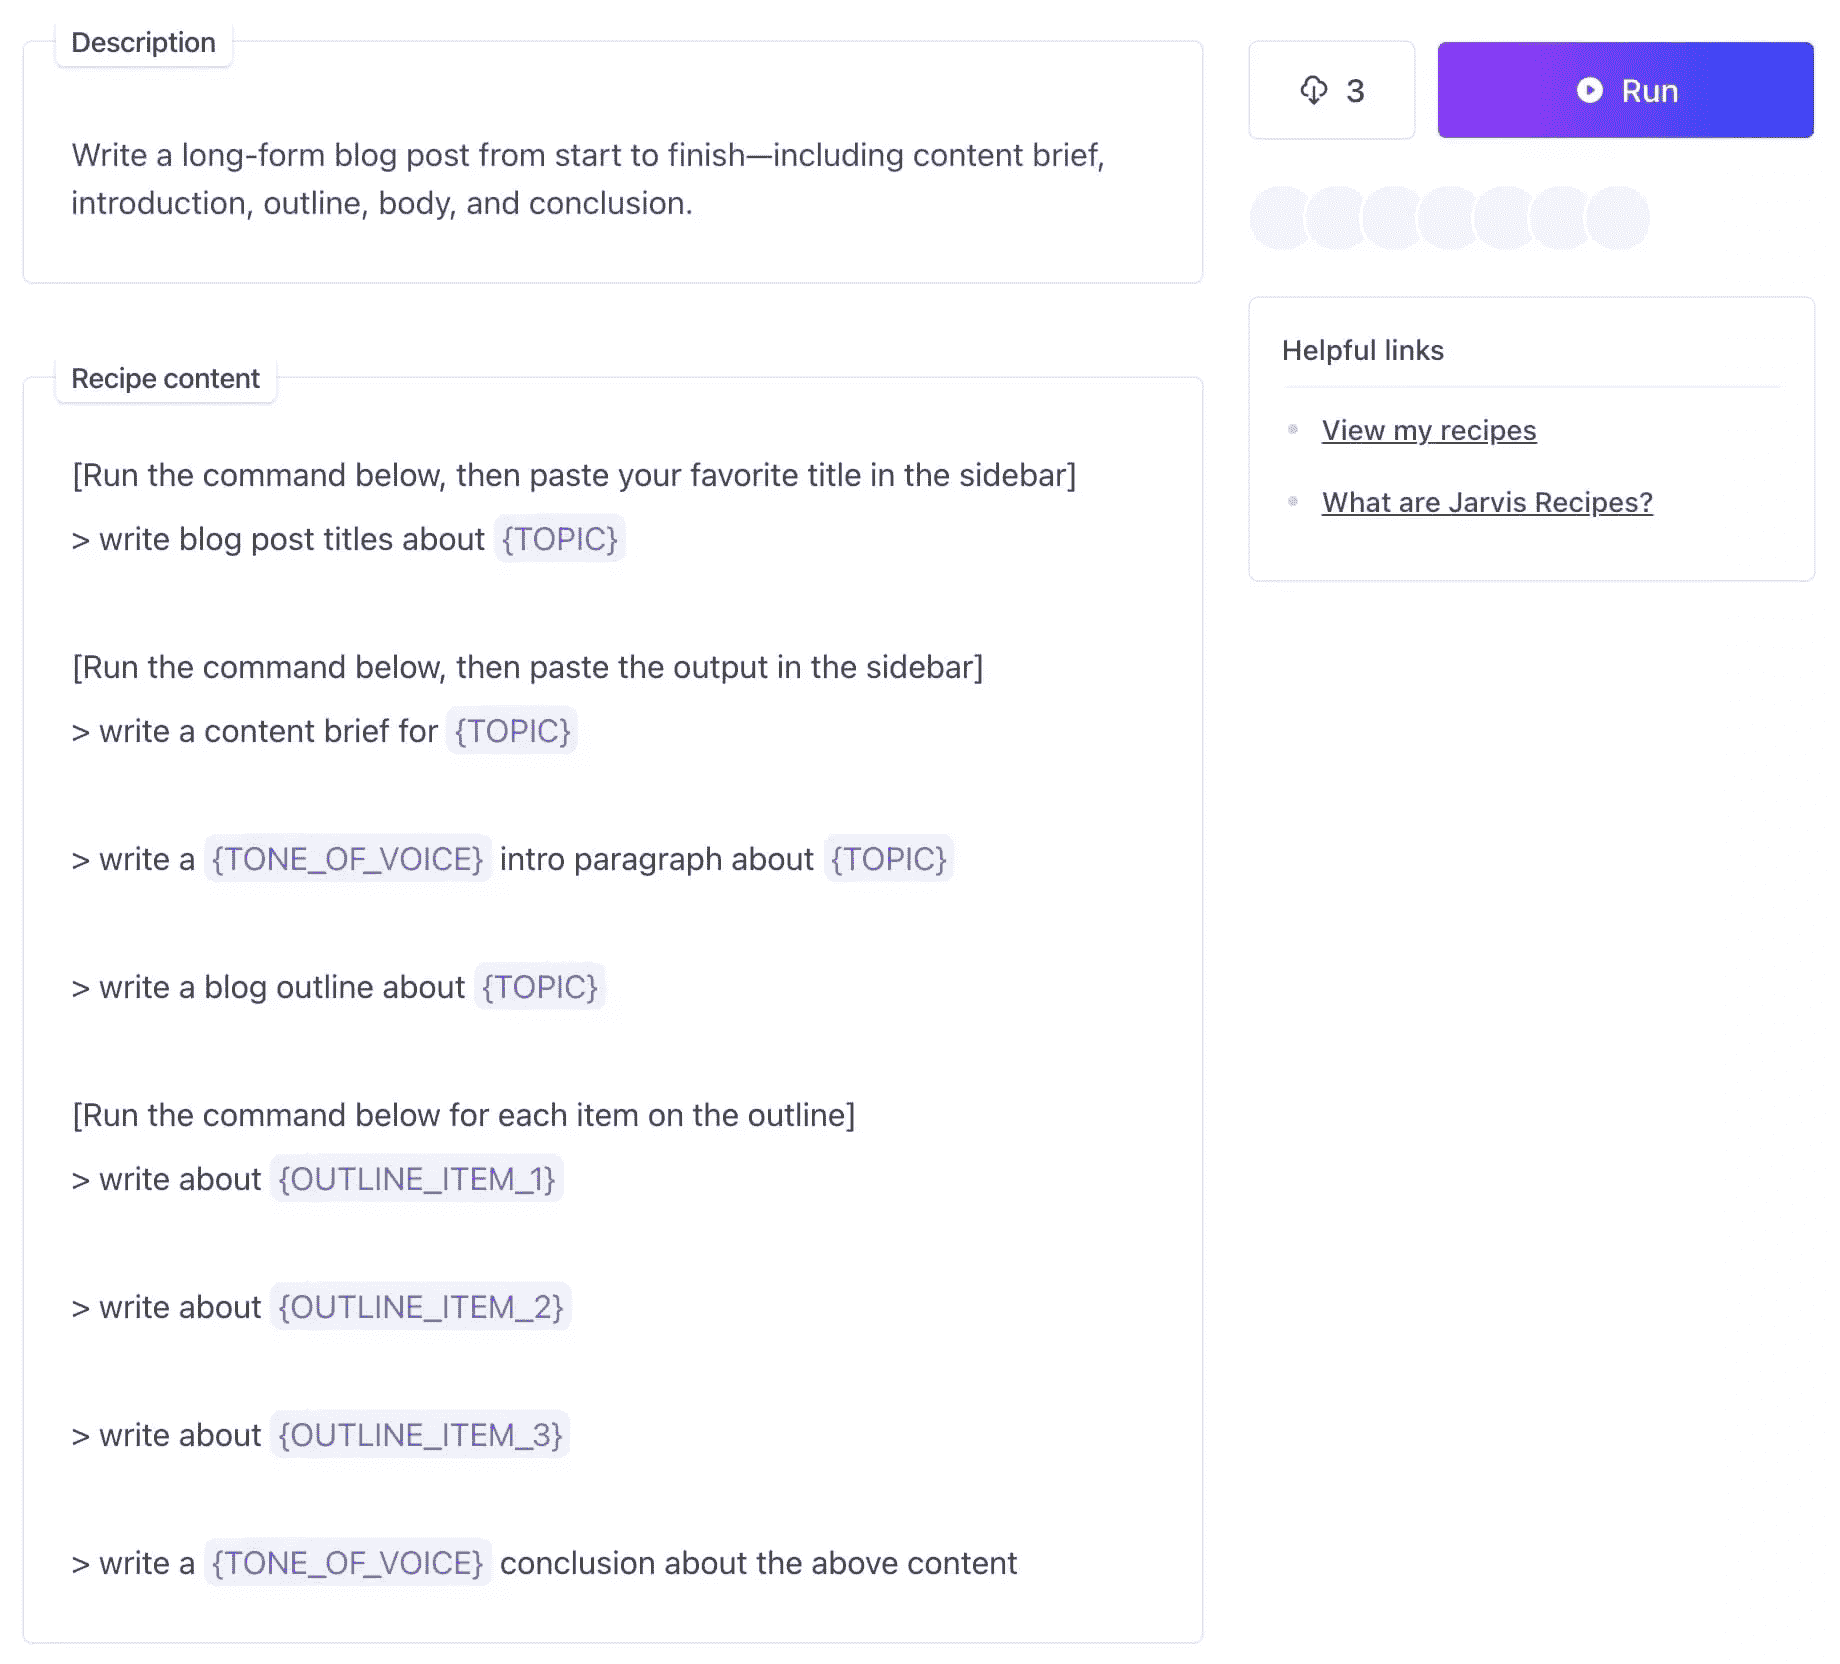 Description
Write a long-form blog post from start to finish—including content brief,
introduction, outline, body, and conclusion.
3
Run
Helpful links
View my recipes
What are Jarvis Recipes?
Recipe content
[Run the command below, then paste your favorite title in the sidebar]
> write blog post titles about {TOPIC}
[Run the command below, then paste the output in the sidebar]
> write a content brief for {TOPIC}
> write a {TONE_OF_VOICE} intro paragraph about {TOPIC}
> write a blog outline about {TOPIC}
[Run the command below for each item on the outline]
> write about {OUTLINE_ITEM_1}
> write about {OUTLINE_ITEM_2}
> write about {OUTLINE_ITEM_3}
> write a {TONE_OF_VOICE} conclusion about the above content